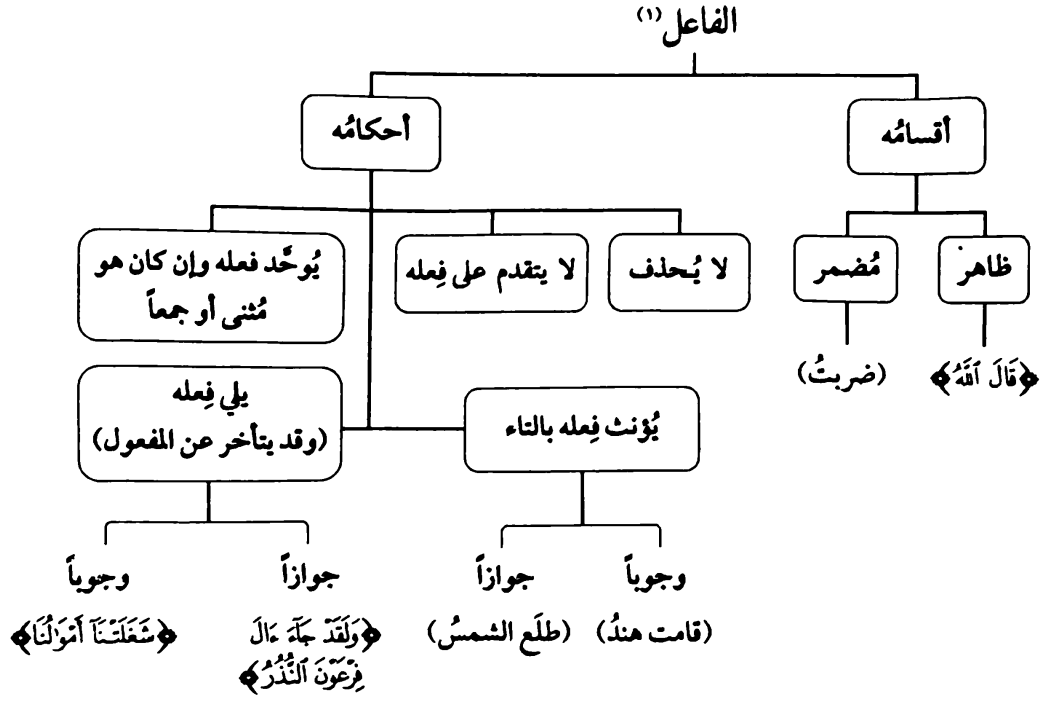 الفاعل(١)
أقسامُه
أحكامُه
ظاهرٌ
مُضمر
لا يُحذف
لا يتقدم على فِعله
يُوحَّد فعله وإن كان هو
مُثنى أو جمعاً
﴿قَالَ ٱللَّهُ﴾
(ضربتُ)
يُؤنث فِعله بالتاء
يلي فِعله
(وقد يتأخر عن المفعول)
وجوباً
جوازاً
جوازاً
وجوباً
(قامت هندُ)
(طلَع الشمسُ)
﴿وَلَقَدْ جَآءَ ءَالَ
فِرْعَوْنَ ٱلنُّذُرُ﴾
﴿شَغَلَتْنَآ أَمْوَٰلُنَا﴾